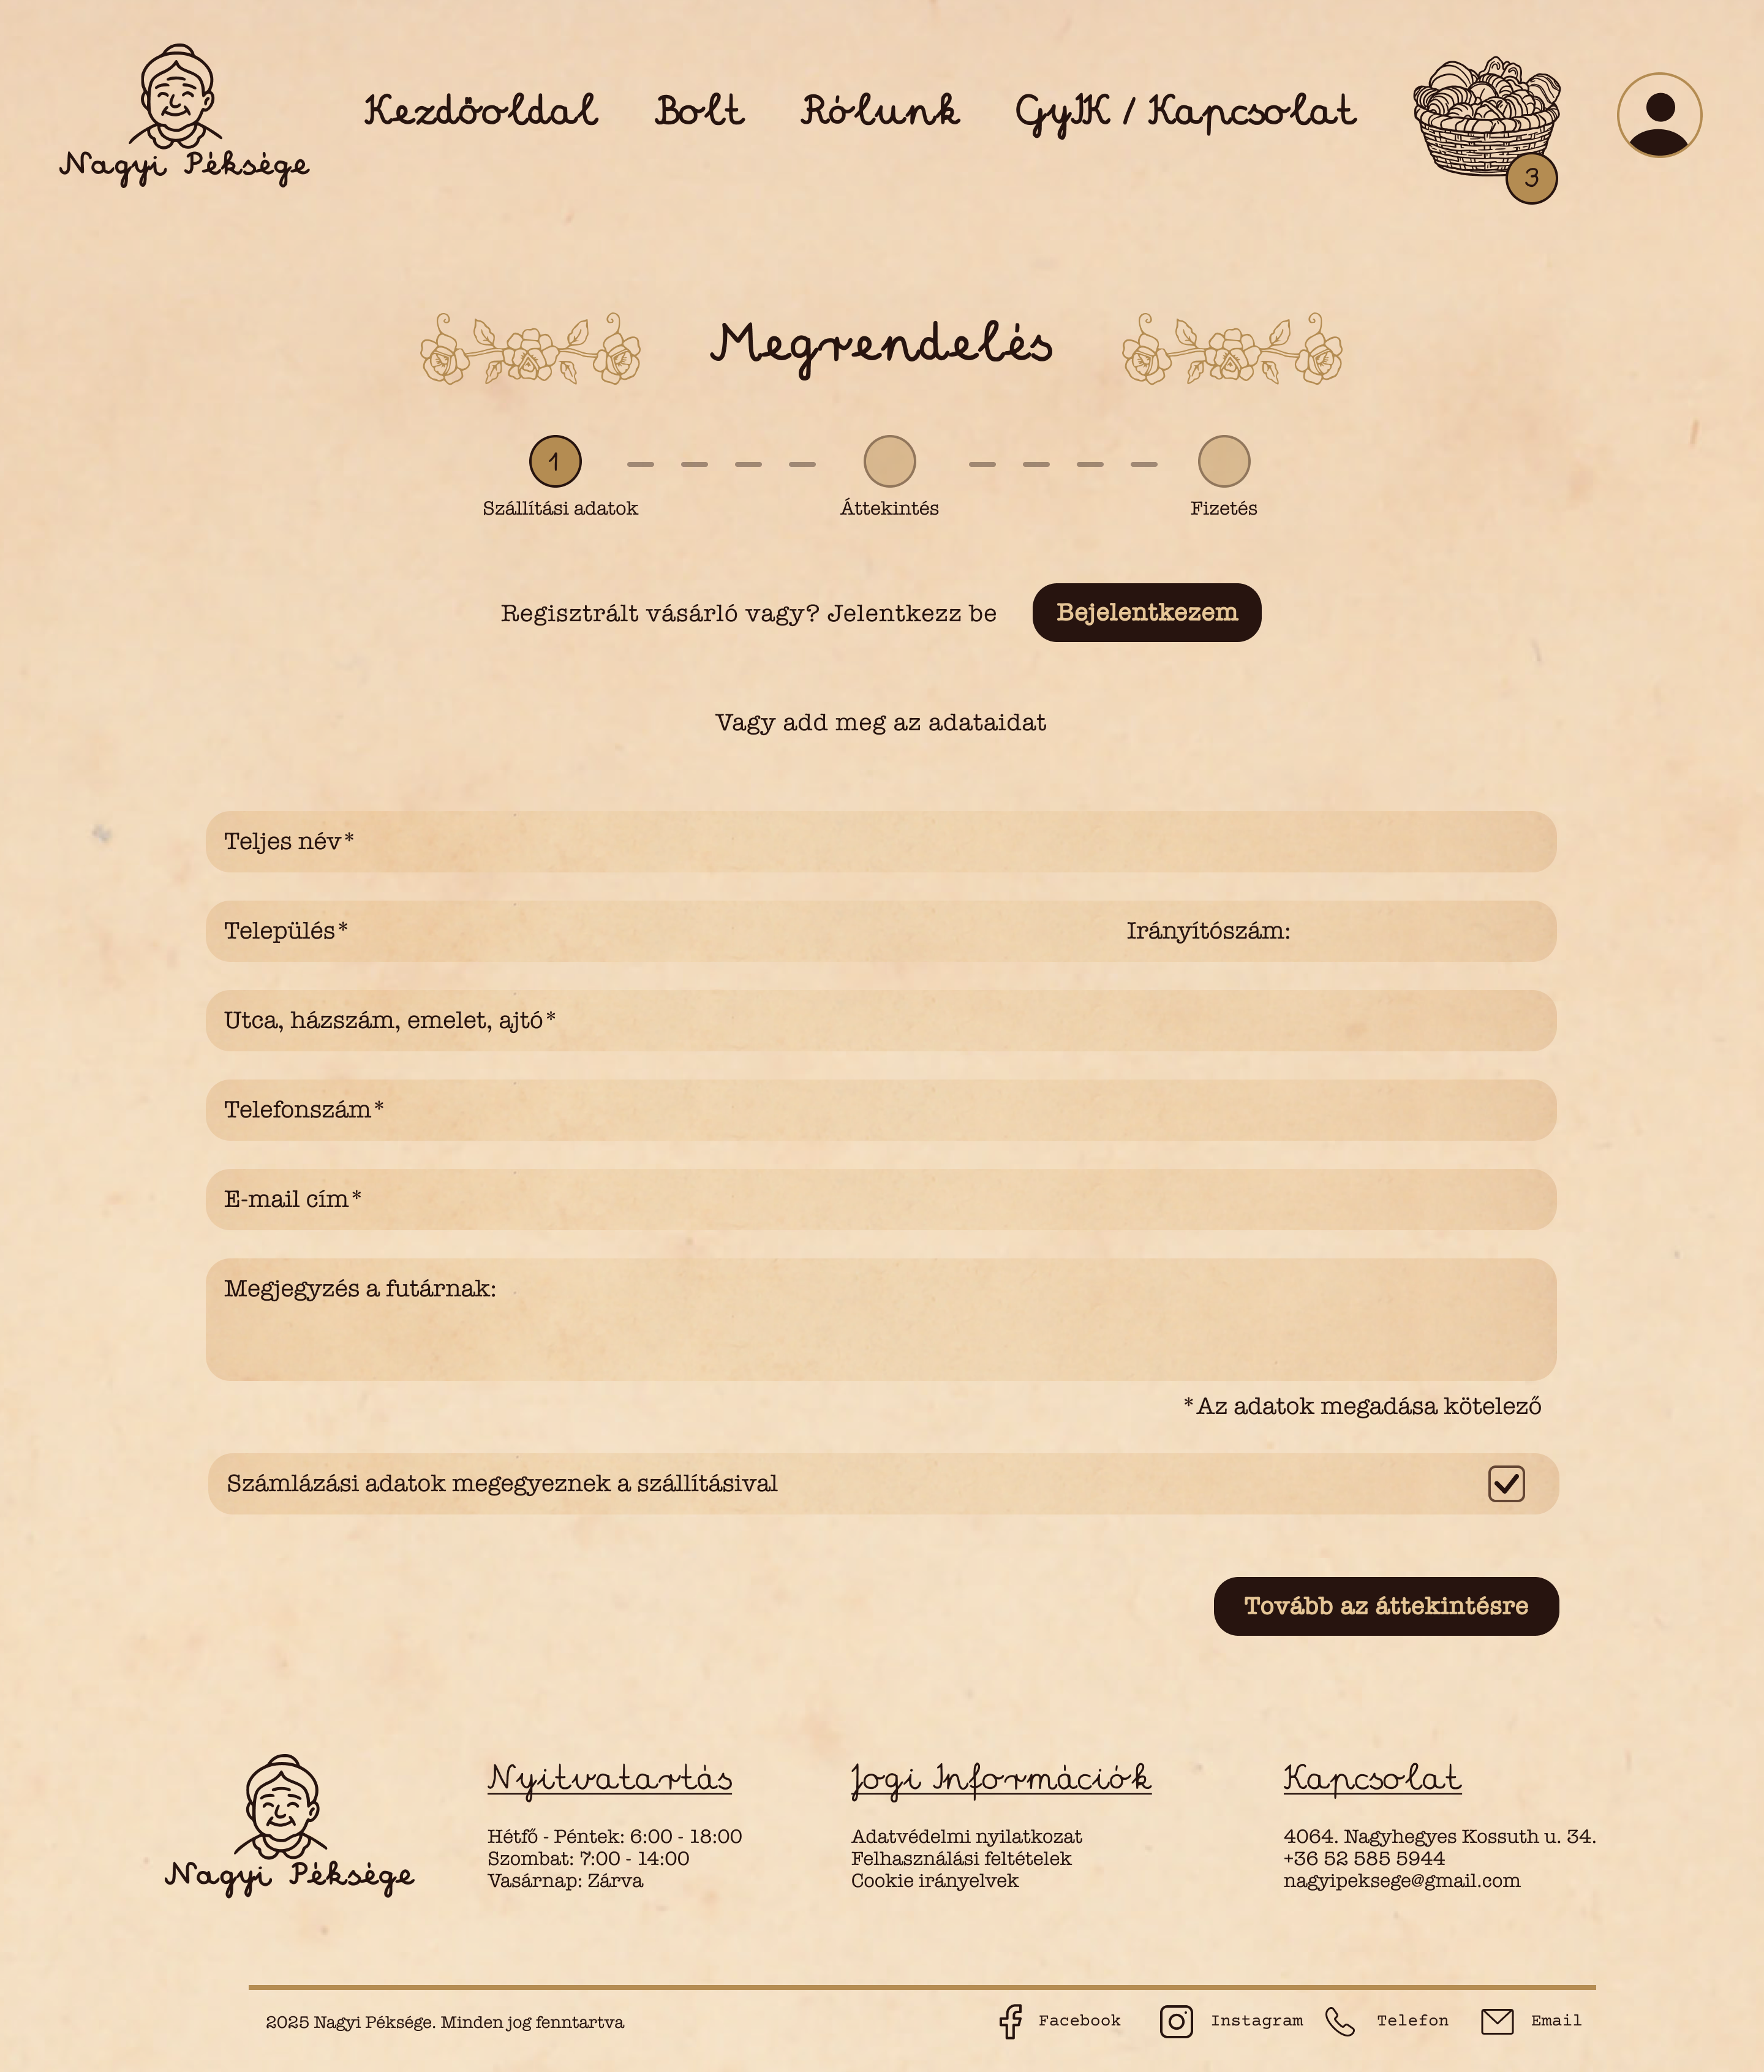 Nagyi Péksége
Kezdőoldal
Bolt
Rólunk
GyIK / Kapcsolat
3
Megrendelés
1
Szállítási adatok
Áttekintés
Fizetés
Regisztrált vásárló vagy? Jelentkezz be
Bejelentkezem
Vagy add meg az adataidat
Teljes név*
Település*
Irányítószám:
Utca, házszám, emelet, ajtó*
Telefonszám*
E-mail cím*
Megjegyzés a futárnak:
*Az adatok megadása kötelező
Számlázási adatok megegyeznek a szállításival
Tovább az áttekintésre
Nagyi Péksége
Nyitvatartás
Hétfő - Péntek: 6:00 - 18:00
Szombat: 7:00 - 14:00
Vasárnap: Zárva
Jogi Információk
Adatvédelmi nyilatkozat
Felhasználási feltételek
Cookie irányelvek
Kapcsolat
4064. Nagyhegyes Kossuth u. 34.
+36 52 585 5944
nagyipeksege@gmail.com
2025 Nagyi Péksége. Minden jog fenntartva
Facebook
Instagram
Telefon
Email